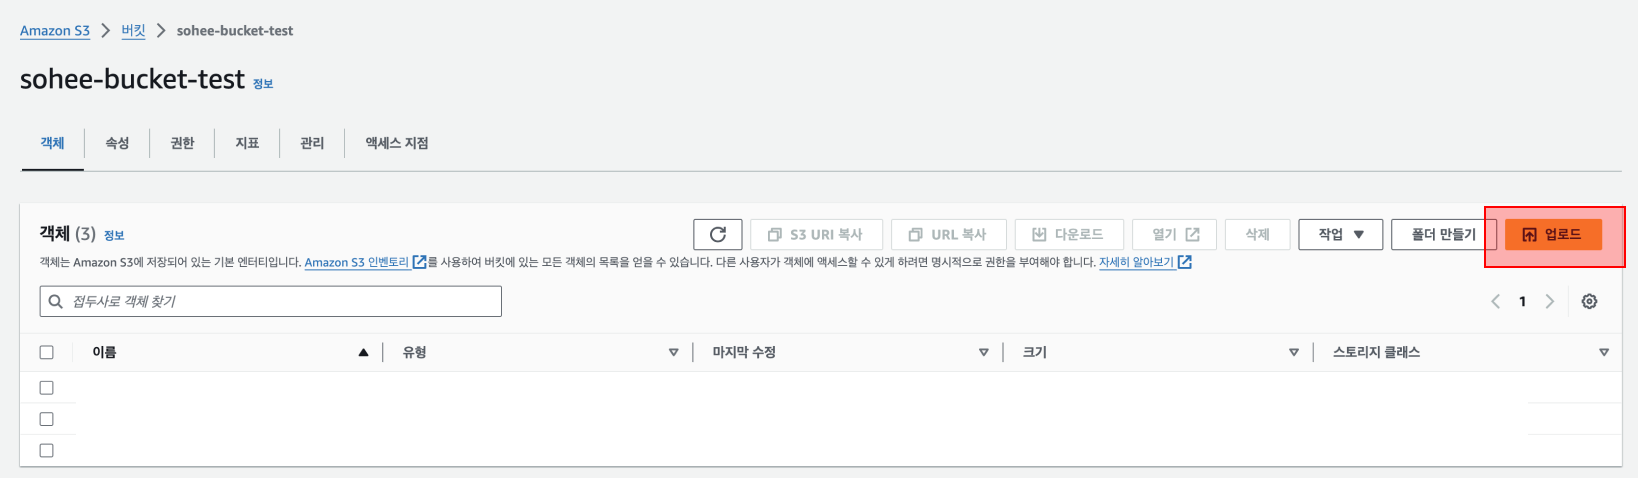 Amazon S3 > 버킷 > sohee-bucket-test
sohee-bucket-test 정보
객체 속성 권한 지표 관리 액세스 지점
객체 (3) 정보 S3 URI 복사 URL 복사 다운로드 열기 삭제 작업 폴더 만들기 업로드
객체는 Amazon S3에 저장되어 있는 기본 엔터티입니다. Amazon S3 인벤토리를 사용하여 버킷에 있는 모든 객체의 목록을 얻을 수 있습니다. 다른 사용자가 객체에 액세스할 수 있게 하려면 명시적으로 권한을 부여해야 합니다. 자세히 알아보기
접두사로 객체 찾기 1
이름 유형 마지막 수정 크기 스토리지 클래스